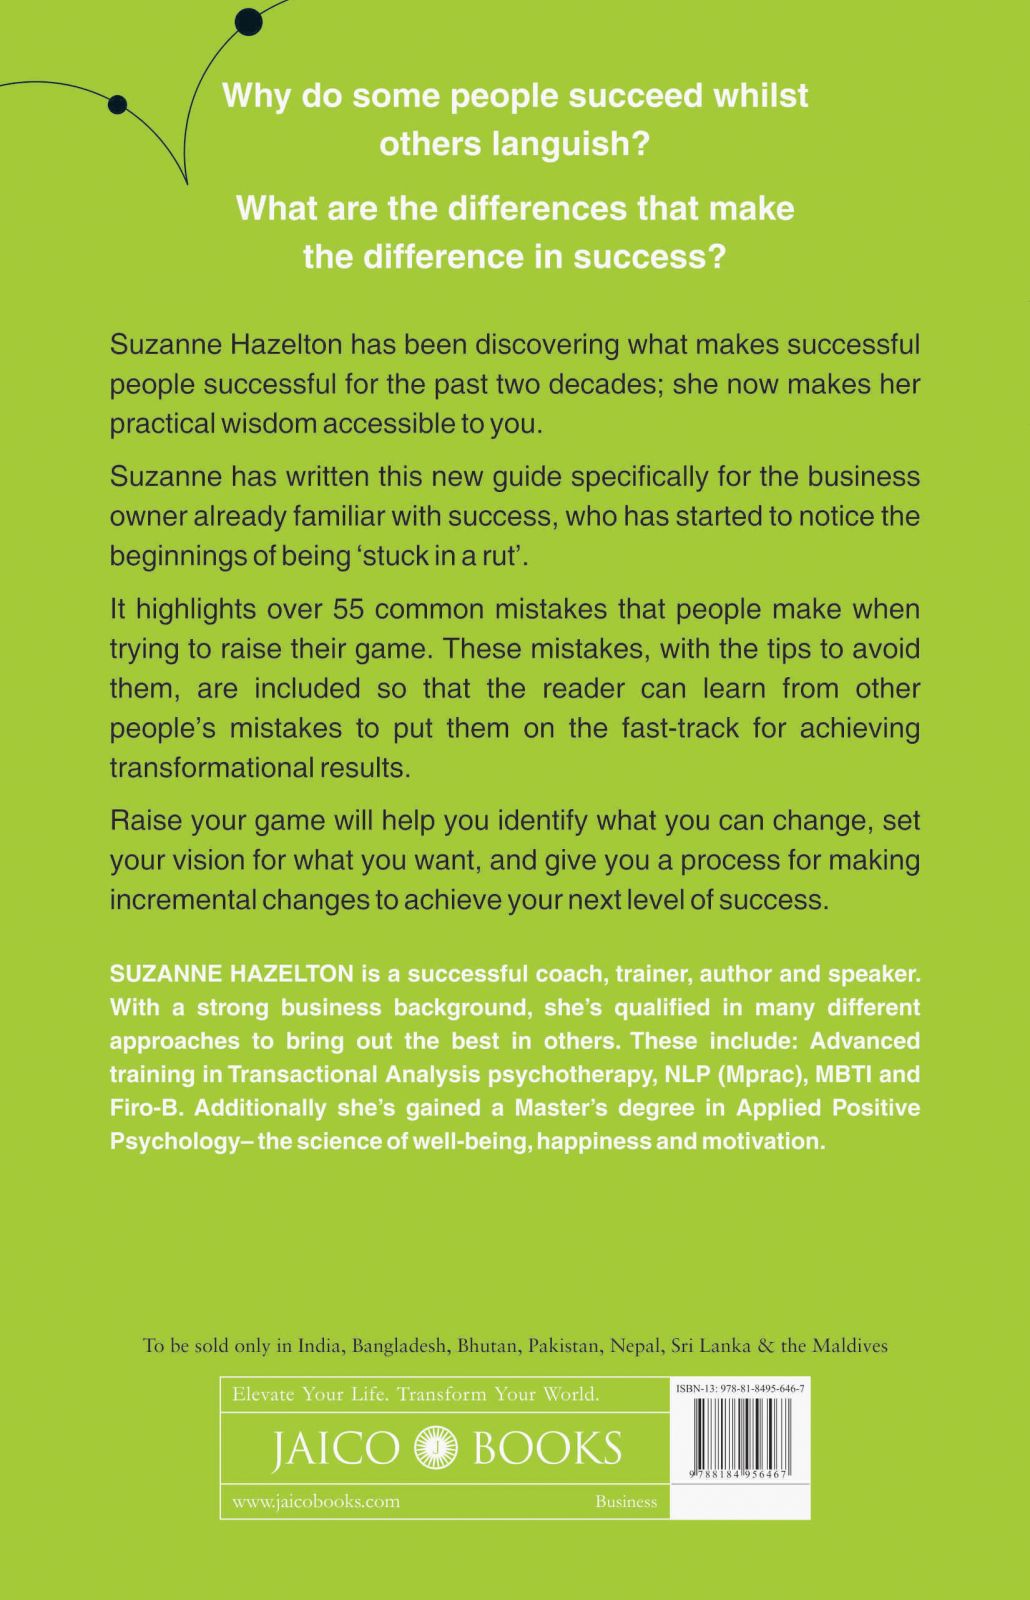 Why do some people succeed whilst
others languish?
What are the differences that make
the difference in success?
Suzanne Hazelton has been discovering what makes successful
people successful for the past two decades; she now makes her
practical wisdom accessible to you.
Suzanne has written this new guide specifically for the business
owner already familiar with success, who has started to notice the
beginnings of being ‘stuck in a rut’.
It highlights over 55 common mistakes that people make when
trying to raise their game. These mistakes, with the tips to avoid
them, are included so that the reader can learn from other
people’s mistakes to put them on the fast-track for achieving
transformational results.
Raise your game will help you identify what you can change, set
your vision for what you want, and give you a process for making
incremental changes to achieve your next level of success.
SUZANNE HAZELTON is a successful coach, trainer, author and speaker.
With a strong business background, she’s qualified in many different
approaches to bring out the best in others. These include: Advanced
training in Transactional Analysis psychotherapy, NLP (Mprac), MBTI and
Firo-B. Additionally she’s gained a Master’s degree in Applied Positive
Psychology– the science of well-being, happiness and motivation.
To be sold only in India, Bangladesh, Bhutan, Pakistan, Nepal, Sri Lanka & the Maldives
Elevate Your Life. Transform Your World.
ISBN-13: 978-81-8495-646-7
JAICO J BOOKS
9 788184 956467
www.jaicobooks.com Business